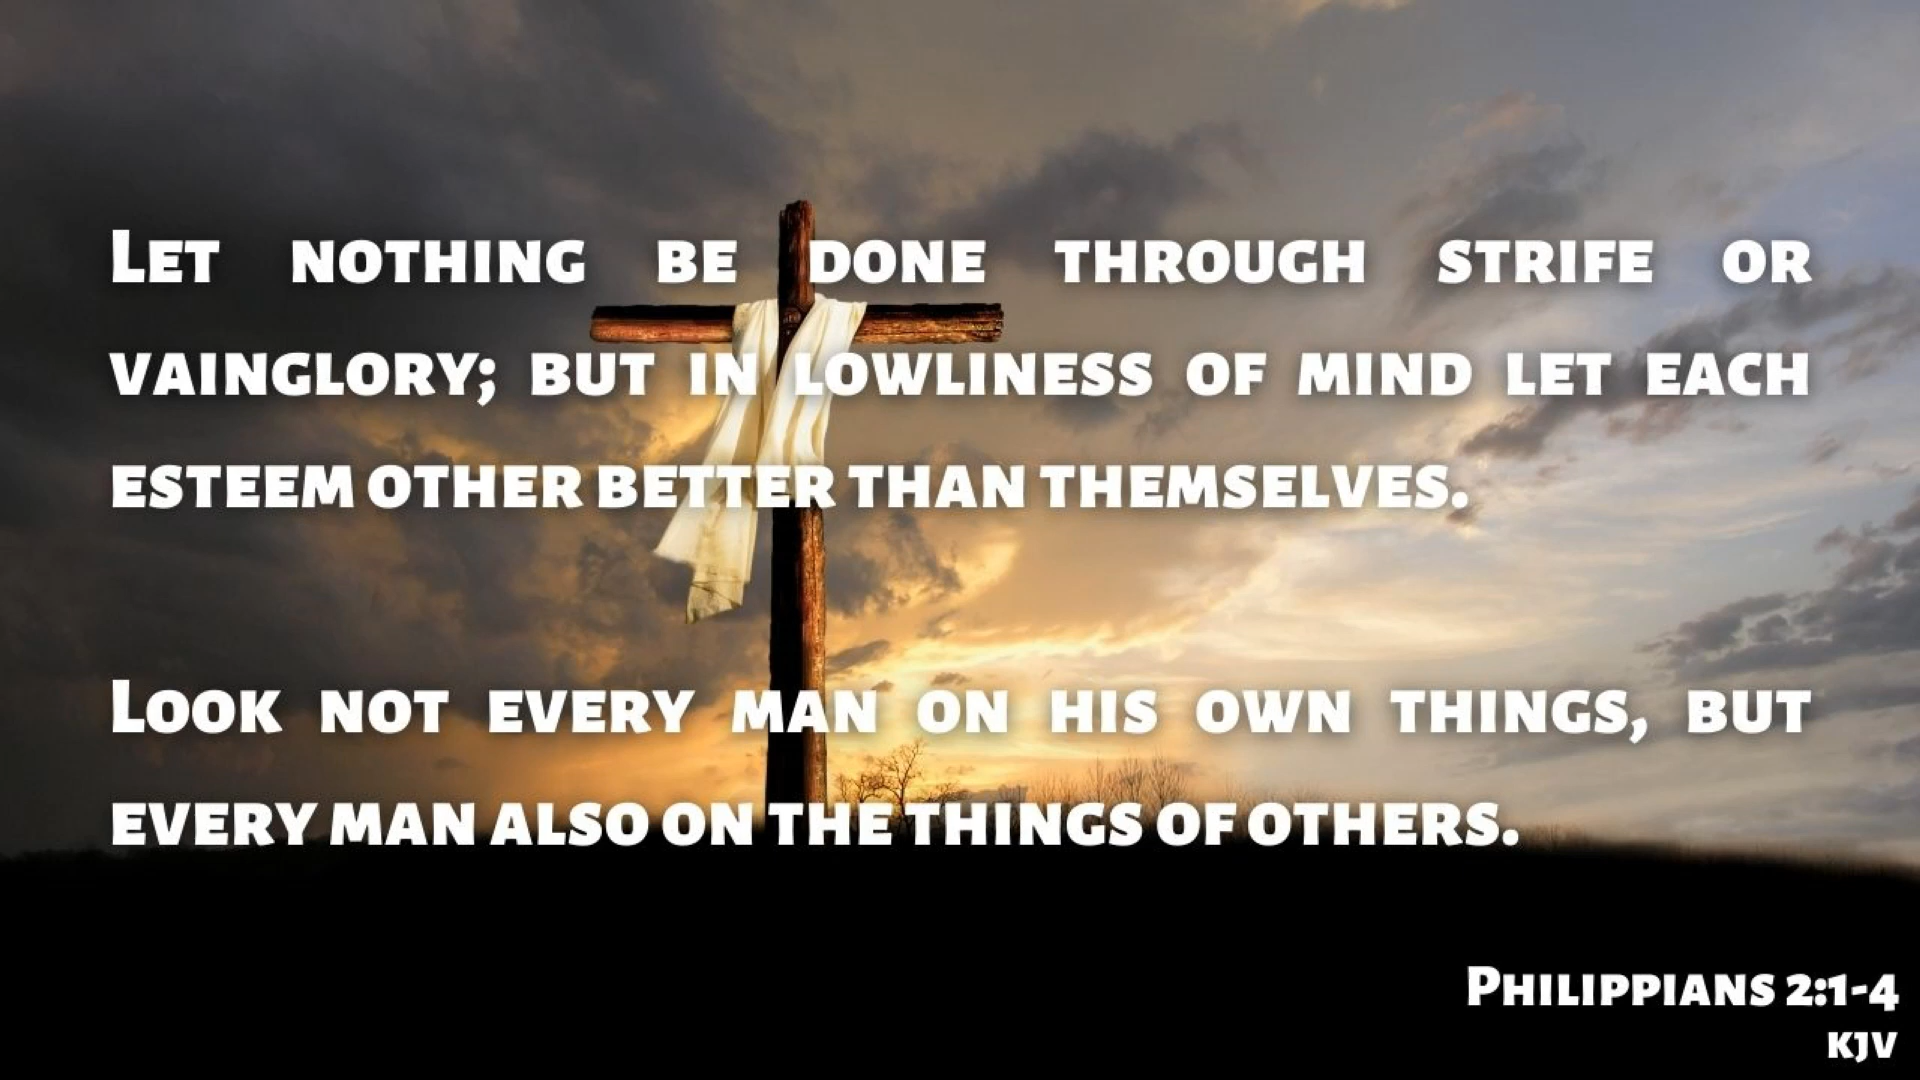 Let nothing be done through strife or
vainglory; but in lowliness of mind let each
esteem other better than themselves.
Look not every man on his own things, but
every man also on the things of others.
Philippians 2:1-4
KJV